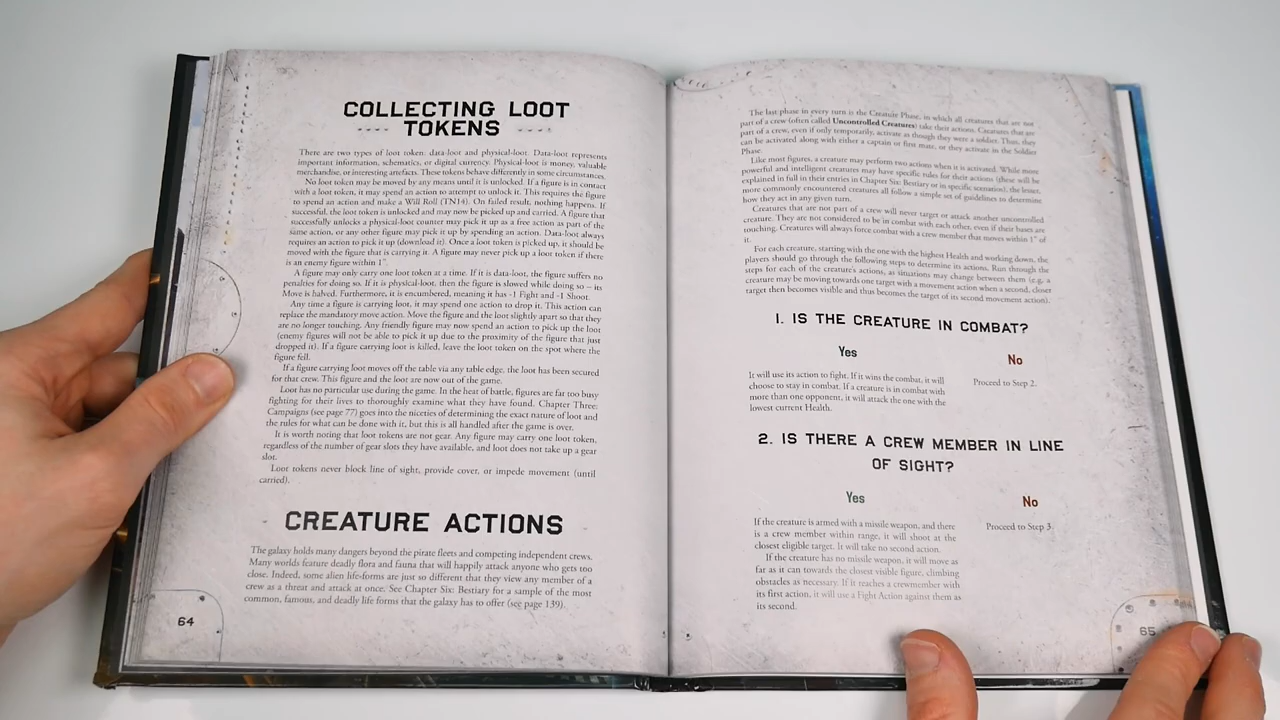 COLLECTING LOOT
TOKENS
There are two types of loot token: data-loot and physical-loot. Data-loot represents
important information, schematics, or digital currency. Physical-loot is money, valuable
merchandise, or interesting artefacts. These tokens behave differently in some circumstances.
No loot token may be moved by any means until it is unlocked. If a figure is in contact
with a loot token, it may spend an action to attempt to unlock it. This requires the figure
to spend an action and make a Will Roll (TN14). On failed result, nothing happens. If
successful, the loot token is unlocked and may now be picked up and carried. A figure that
successfully unlocks a physical-loot counter may pick it up as a free action as part of the
same action, or any other figure may pick it up by spending an action. Data-loot always
requires an action to pick it up (download it). Once a loot token is picked up, it should be
moved with the figure that is carrying it. A figure may never pick up a loot token if there
is an enemy figure within 1".
A figure may only carry one loot token at a time. If it is data-loot, the figure suffers no
penalties for doing so. If it is physical-loot, then the figure is slowed while doing so – its
Move is halved. Furthermore, it is encumbered, meaning it has -1 Fight and -1 Shoot.
Any time a figure is carrying loot, it may spend one action to drop it. This action can
replace the mandatory move action. Move the figure and the loot slightly apart so that they
are no longer touching. Any friendly figure may now spend an action to pick up the loot
(enemy figures will not be able to pick it up due to the proximity of the figure that just
dropped it). If a figure carrying loot is killed, leave the loot token on the spot where the
figure fell.
If a figure carrying loot moves off the table via any table edge, the loot has been secured
for that crew. This figure and the loot are now out of the game.
Loot has no particular use during the game. In the heat of battle, figures are far too busy
fighting for their lives to thoroughly examine what they have found. Chapter Three:
Campaigns (see page 77) goes into the niceties of determining the exact nature of loot and
the rules for what can be done with it, but this is all handled after the game is over.
It is worth noting that loot tokens are not gear. Any figure may carry one loot token,
regardless of the number of gear slots they have available, and loot does not take up a gear
slot.
Loot tokens never block line of sight, provide cover, or impede movement (until
carried).
CREATURE ACTIONS
The galaxy holds many dangers beyond the pirate fleets and competing independent crews.
Many worlds feature deadly flora and fauna that will happily attack anyone who gets too
close. Indeed, some alien life-forms are just so different that they view any member of a
crew as a threat and attack at once. See Chapter Six: Bestiary for a sample of the most
common, famous, and deadly life forms that the galaxy has to offer (see page 139).
64
The last phase in every turn is the Creature Phase, in which all creatures that are not
part of a crew (often called Uncontrolled Creatures) take their actions. Creatures that are
part of a crew, even if only temporarily, activate as though they were a soldier. Thus, they
can be activated along with either a captain or first mate, or they activate in the Soldier
Phase.
Like most figures, a creature may perform two actions when it is activated. While most
powerful and intelligent creatures may have specific rules for their actions (these will be
explained in full in their entries in Chapter Six: Bestiary or in specific scenarios), the lesser,
more commonly encountered creatures all follow a simple set of guidelines to determine
how they act in any given turn.
Creatures that are not part of a crew will never target or attack another uncontrolled
creature. They are not considered to be in combat with each other, even if their bases are
touching. Creatures will always force combat with a crew member that moves within 1" of
it.
For each creature, starting with the one with the highest Health and working down, the
players should go through the following steps to determine its actions. Run through the
steps for each of the creature's actions, as situations may change between them (e.g. a
creature may be moving towards one target with a movement action when a second, closer
target then becomes visible and thus becomes the target of its second movement action).
1. IS THE CREATURE IN COMBAT?
Yes
No
It will use its action to fight. If it wins the combat, it will
choose to stay in combat. If a creature is in combat with
more than one opponent, it will attack the one with the
lowest current Health.
Proceed to Step 2.
2. IS THERE A CREW MEMBER IN LINE
OF SIGHT?
Yes
No
If the creature is armed with a missile weapon, and there
is a crew member within range, it will shoot at the
closest eligible target. It will take no second action.
If the creature has no missile weapon, it will move as
far as it can towards the closest visible figure, climbing
obstacles as necessary. If it reaches a crewmember with
its first action, it will use a Fight Action against them as
its second.
Proceed to Step 3.
65